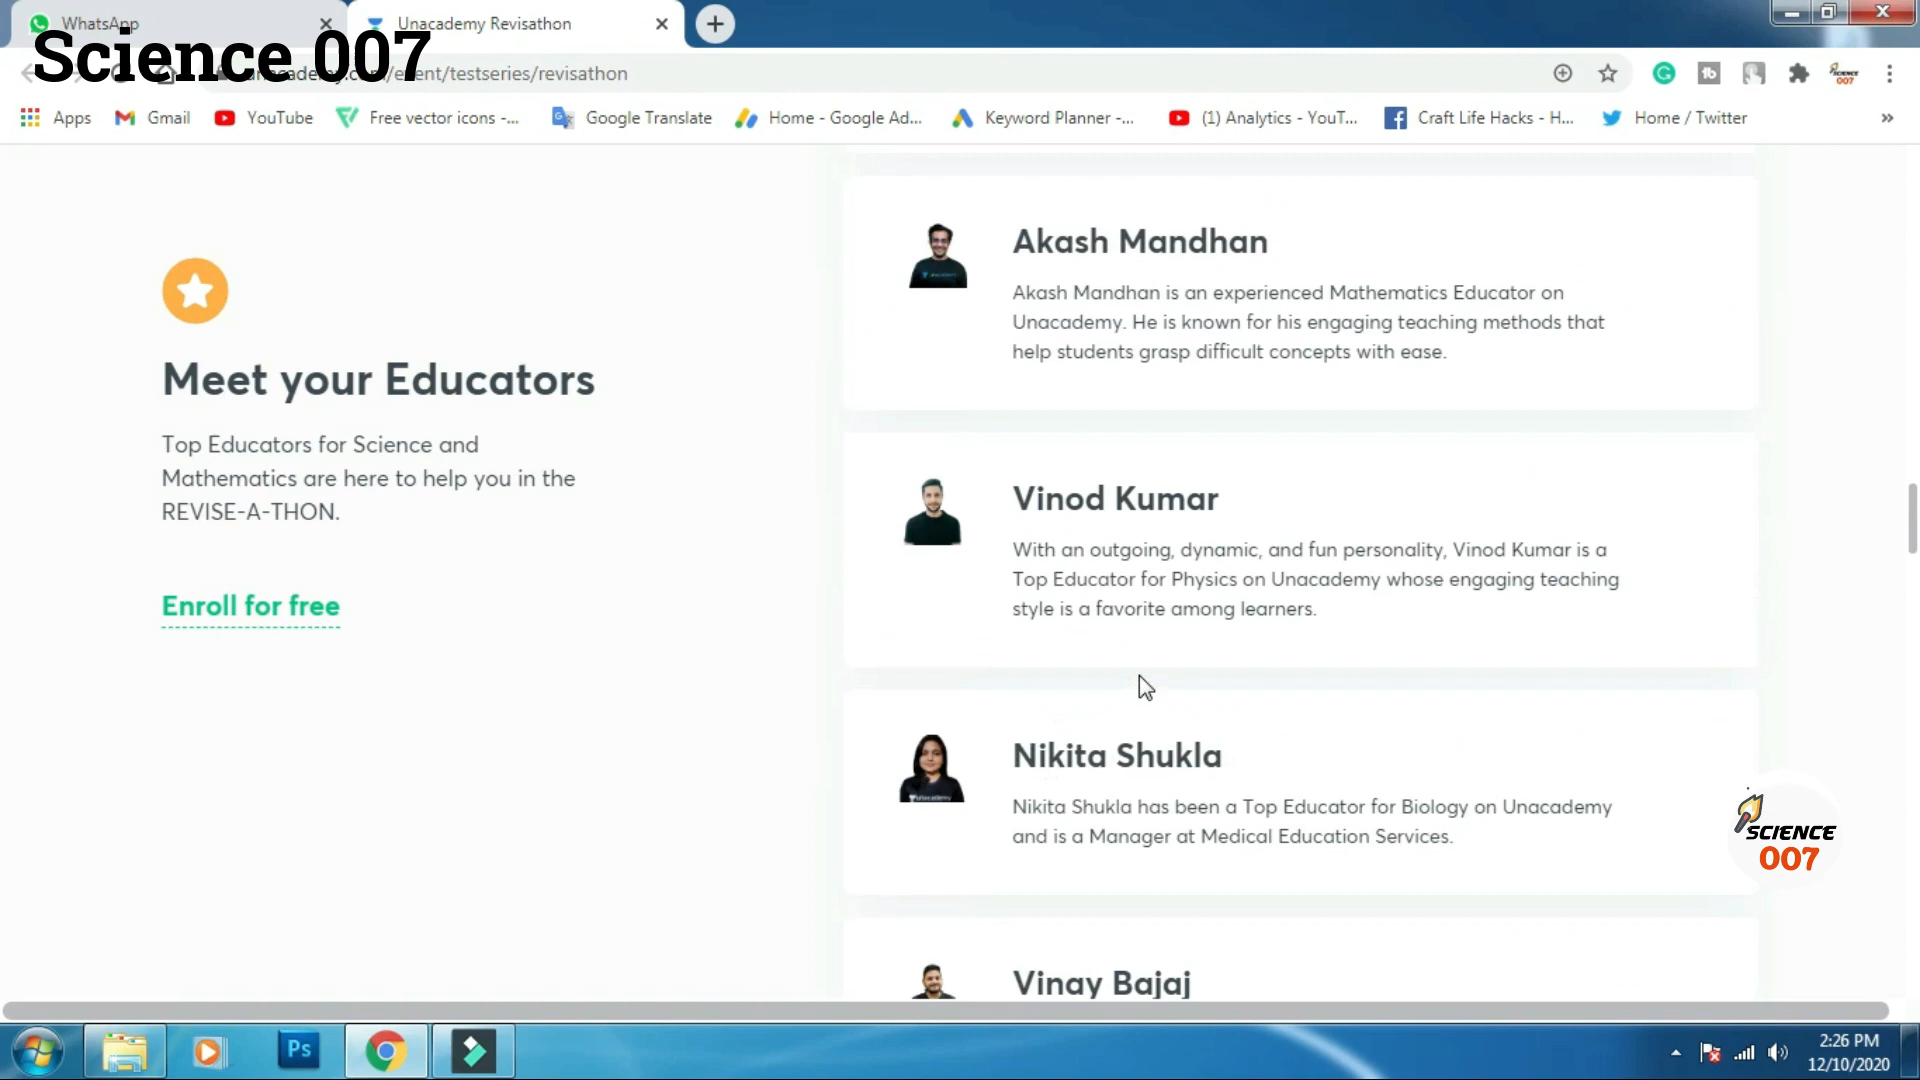 WhatsApp
Unacademy Revisathon
Science 007
/event/testseries/revisathon
Apps
Gmail
YouTube
Free vector icons -...
Google Translate
Home - Google Ad...
Keyword Planner -...
(1) Analytics - YouT...
Craft Life Hacks - H...
Home / Twitter
»
Meet your Educators
Top Educators for Science and
Mathematics are here to help you in the
REVISE-A-THON.
Enroll for free
Akash Mandhan
Akash Mandhan is an experienced Mathematics Educator on
Unacademy. He is known for his engaging teaching methods that
help students grasp difficult concepts with ease.
Vinod Kumar
With an outgoing, dynamic, and fun personality, Vinod Kumar is a
Top Educator for Physics on Unacademy whose engaging teaching
style is a favorite among learners.
Nikita Shukla
Nikita Shukla has been a Top Educator for Biology on Unacademy
and is a Manager at Medical Education Services.
Vinay Bajaj
SCIENCE
007
Ps
2:26 PM
12/10/2020